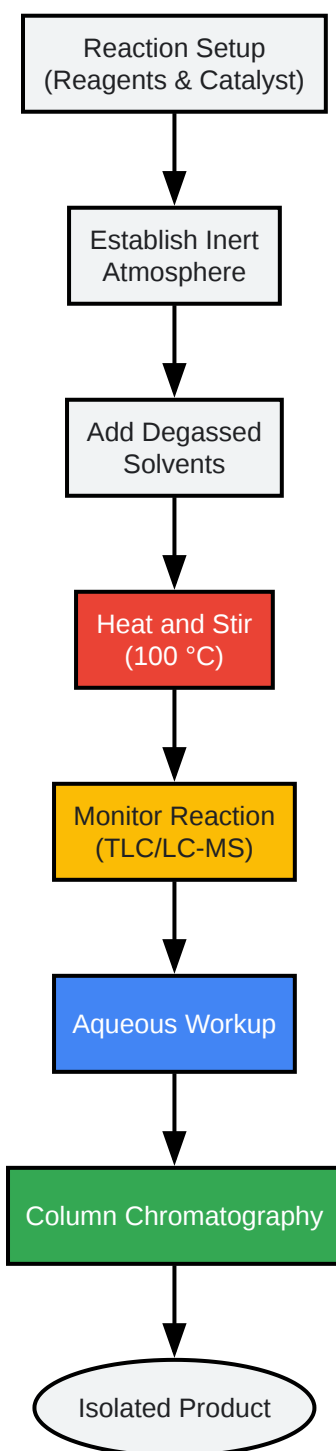 Reaction Setup
(Reagents & Catalyst)
Establish Inert
Atmosphere
Add Degassed
Solvents
Heat and Stir
(100 °C)
Monitor Reaction
(TLC/LC-MS)
Aqueous Workup
Column Chromatography
Isolated Product